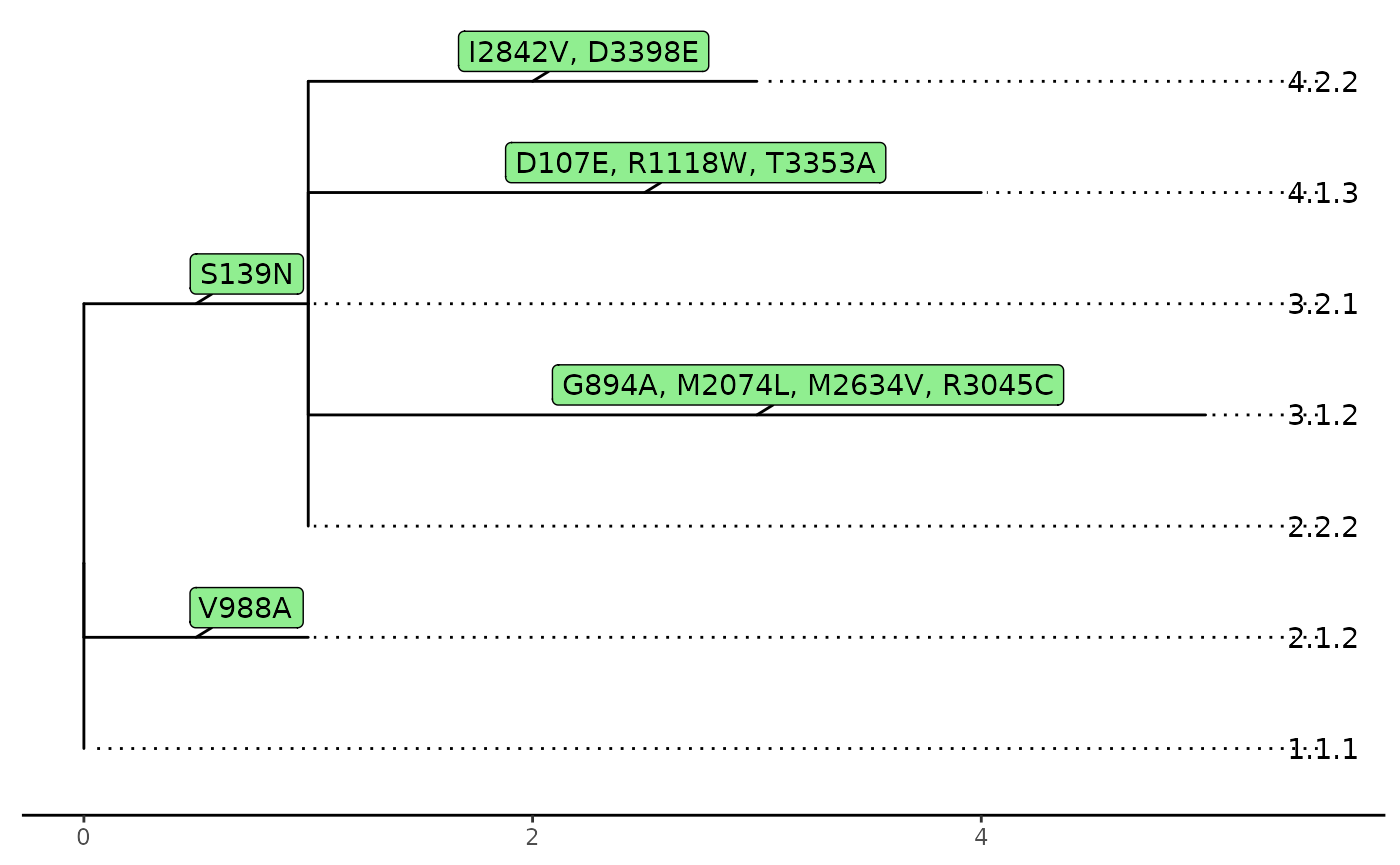 I2842V, D3398E
4.2.2
D107E, R1118W, T3353A
4.1.3
S139N
3.2.1
G894A, M2074L, M2634V, R3045C
3.1.2
2.2.2
V988A
2.1.2
1.1.1
0 2 4